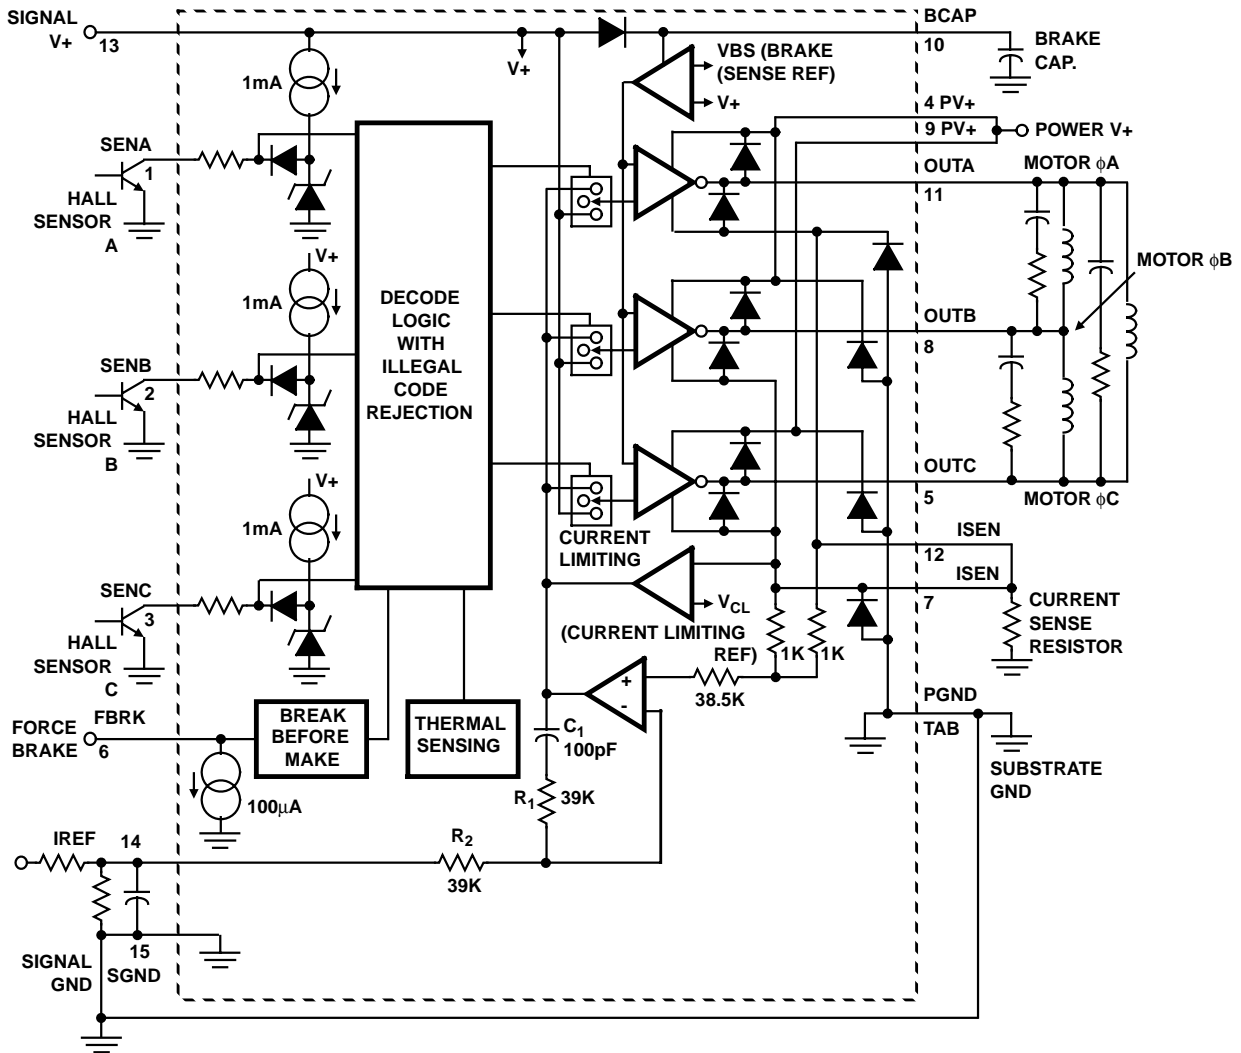 SIGNAL
V+
13
BCAP
10
BRAKE
CAP.
1mA
V+
VBS (BRAKE
(SENSE REF)
V+
4 PV+
9 PV+
POWER V+
SENA
1
HALL
SENSOR
A
OUTA
11
MOTOR ϕA
V+
1mA
DECODE
LOGIC
WITH
ILLEGAL
CODE
REJECTION
MOTOR ϕB
OUTB
8
SENB
2
HALL
SENSOR
B
V+
1mA
OUTC
5
MOTOR ϕC
CURRENT
LIMITING
ISEN
12
ISEN
7
SENC
3
HALL
SENSOR
C
VCL
(CURRENT LIMITING
REF)
1K
1K
CURRENT
SENSE
RESISTOR
+
-
38.5K
FORCE
BRAKE
FBRK
6
BREAK
BEFORE
MAKE
THERMAL
SENSING
C1
100pF
PGND
TAB
SUBSTRATE
GND
100µA
R1
39K
IREF
14
R2
39K
15
SIGNAL
GND
SGND